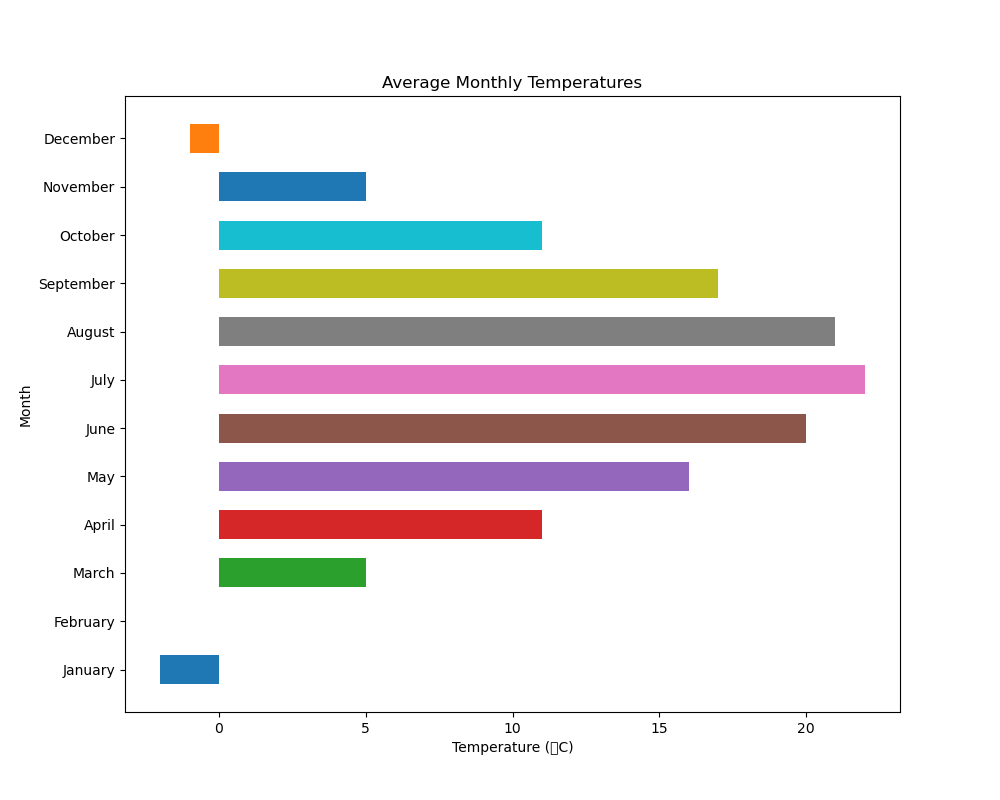 Average Monthly Temperatures
December
November
October
September
August
July
June
May
April
March
February
January
Month
0 5 10 15 20
Temperature (▯C)